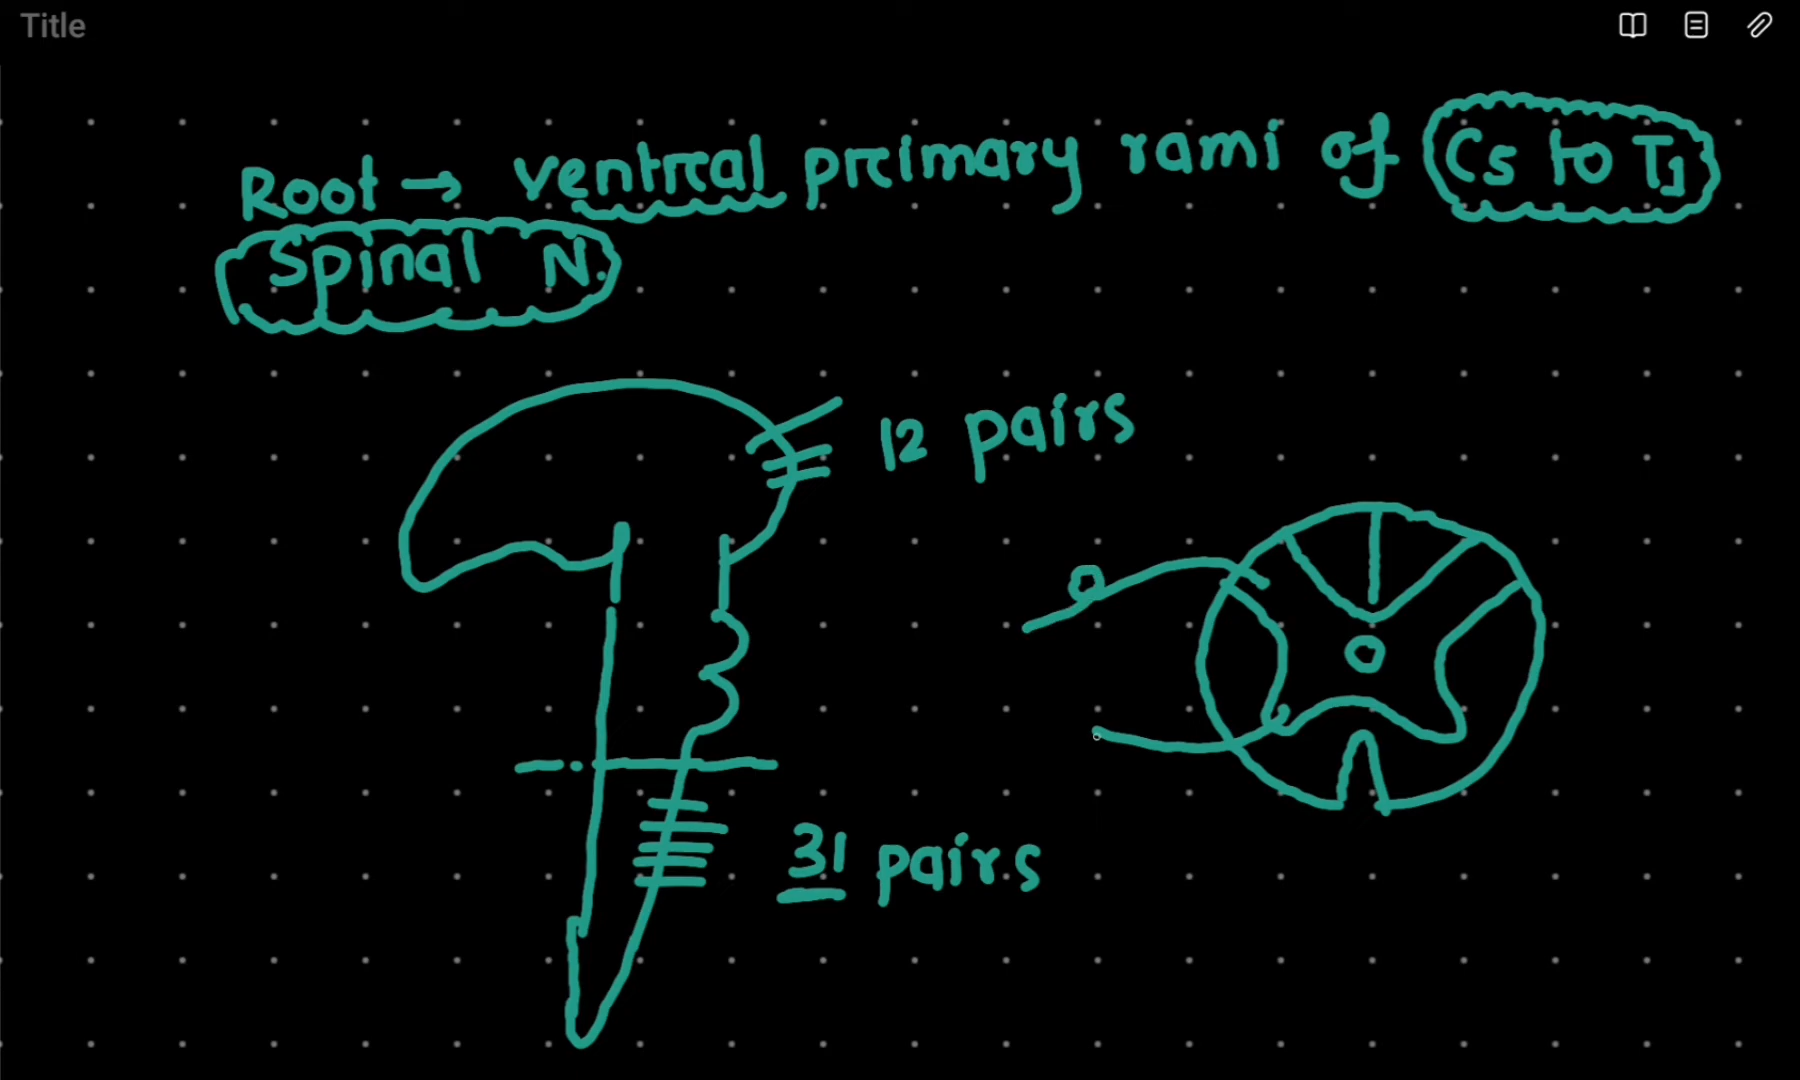 Title
Root → ventral primary rami of C5 to T1
Spinal N.
12 pairs
31 pairs